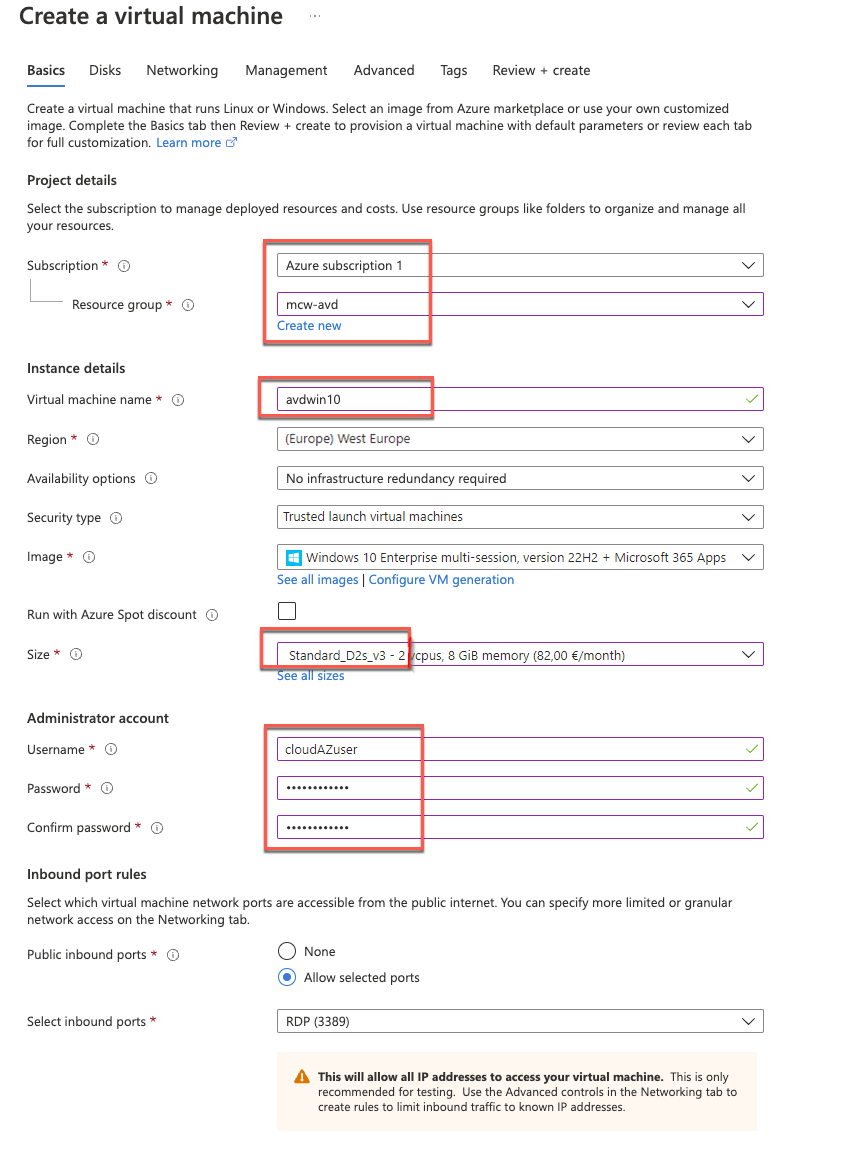 Create a virtual machine ...
Basics Disks Networking Management Advanced Tags Review + create
Create a virtual machine that runs Linux or Windows. Select an image from Azure marketplace or use your own customized
image. Complete the Basics tab then Review + create to provision a virtual machine with default parameters or review each tab
for full customization. Learn more
Project details
Select the subscription to manage deployed resources and costs. Use resource groups like folders to organize and manage all
your resources.
Subscription * Azure subscription 1
Resource group * mcw-avd
Create new
Instance details
Virtual machine name * avdwin10
Region * (Europe) West Europe
Availability options No infrastructure redundancy required
Security type Trusted launch virtual machines
Image * Windows 10 Enterprise multi-session, version 22H2 + Microsoft 365 Apps
See all images | Configure VM generation
Run with Azure Spot discount
Size * Standard_D2s_v3 - 2 vcpus, 8 GiB memory (82,00 €/month)
See all sizes
Administrator account
Username * cloudAZuser
Password * ••••••••••••
Confirm password * ••••••••••••
Inbound port rules
Select which virtual machine network ports are accessible from the public internet. You can specify more limited or granular
network access on the Networking tab.
Public inbound ports * None
Allow selected ports
Select inbound ports * RDP (3389)
This will allow all IP addresses to access your virtual machine. This is only
recommended for testing. Use the Advanced controls in the Networking tab to
create rules to limit inbound traffic to known IP addresses.